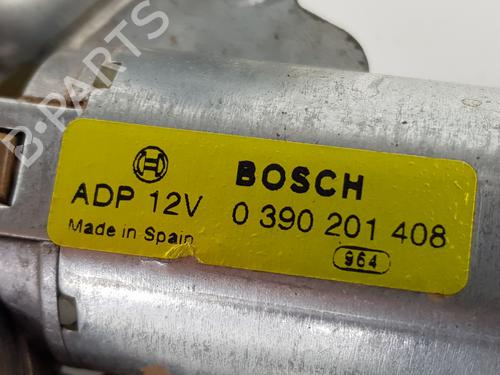 B-PARTS
BOSCH
ADP 12V 0 390 201 408
Made in Spain
964